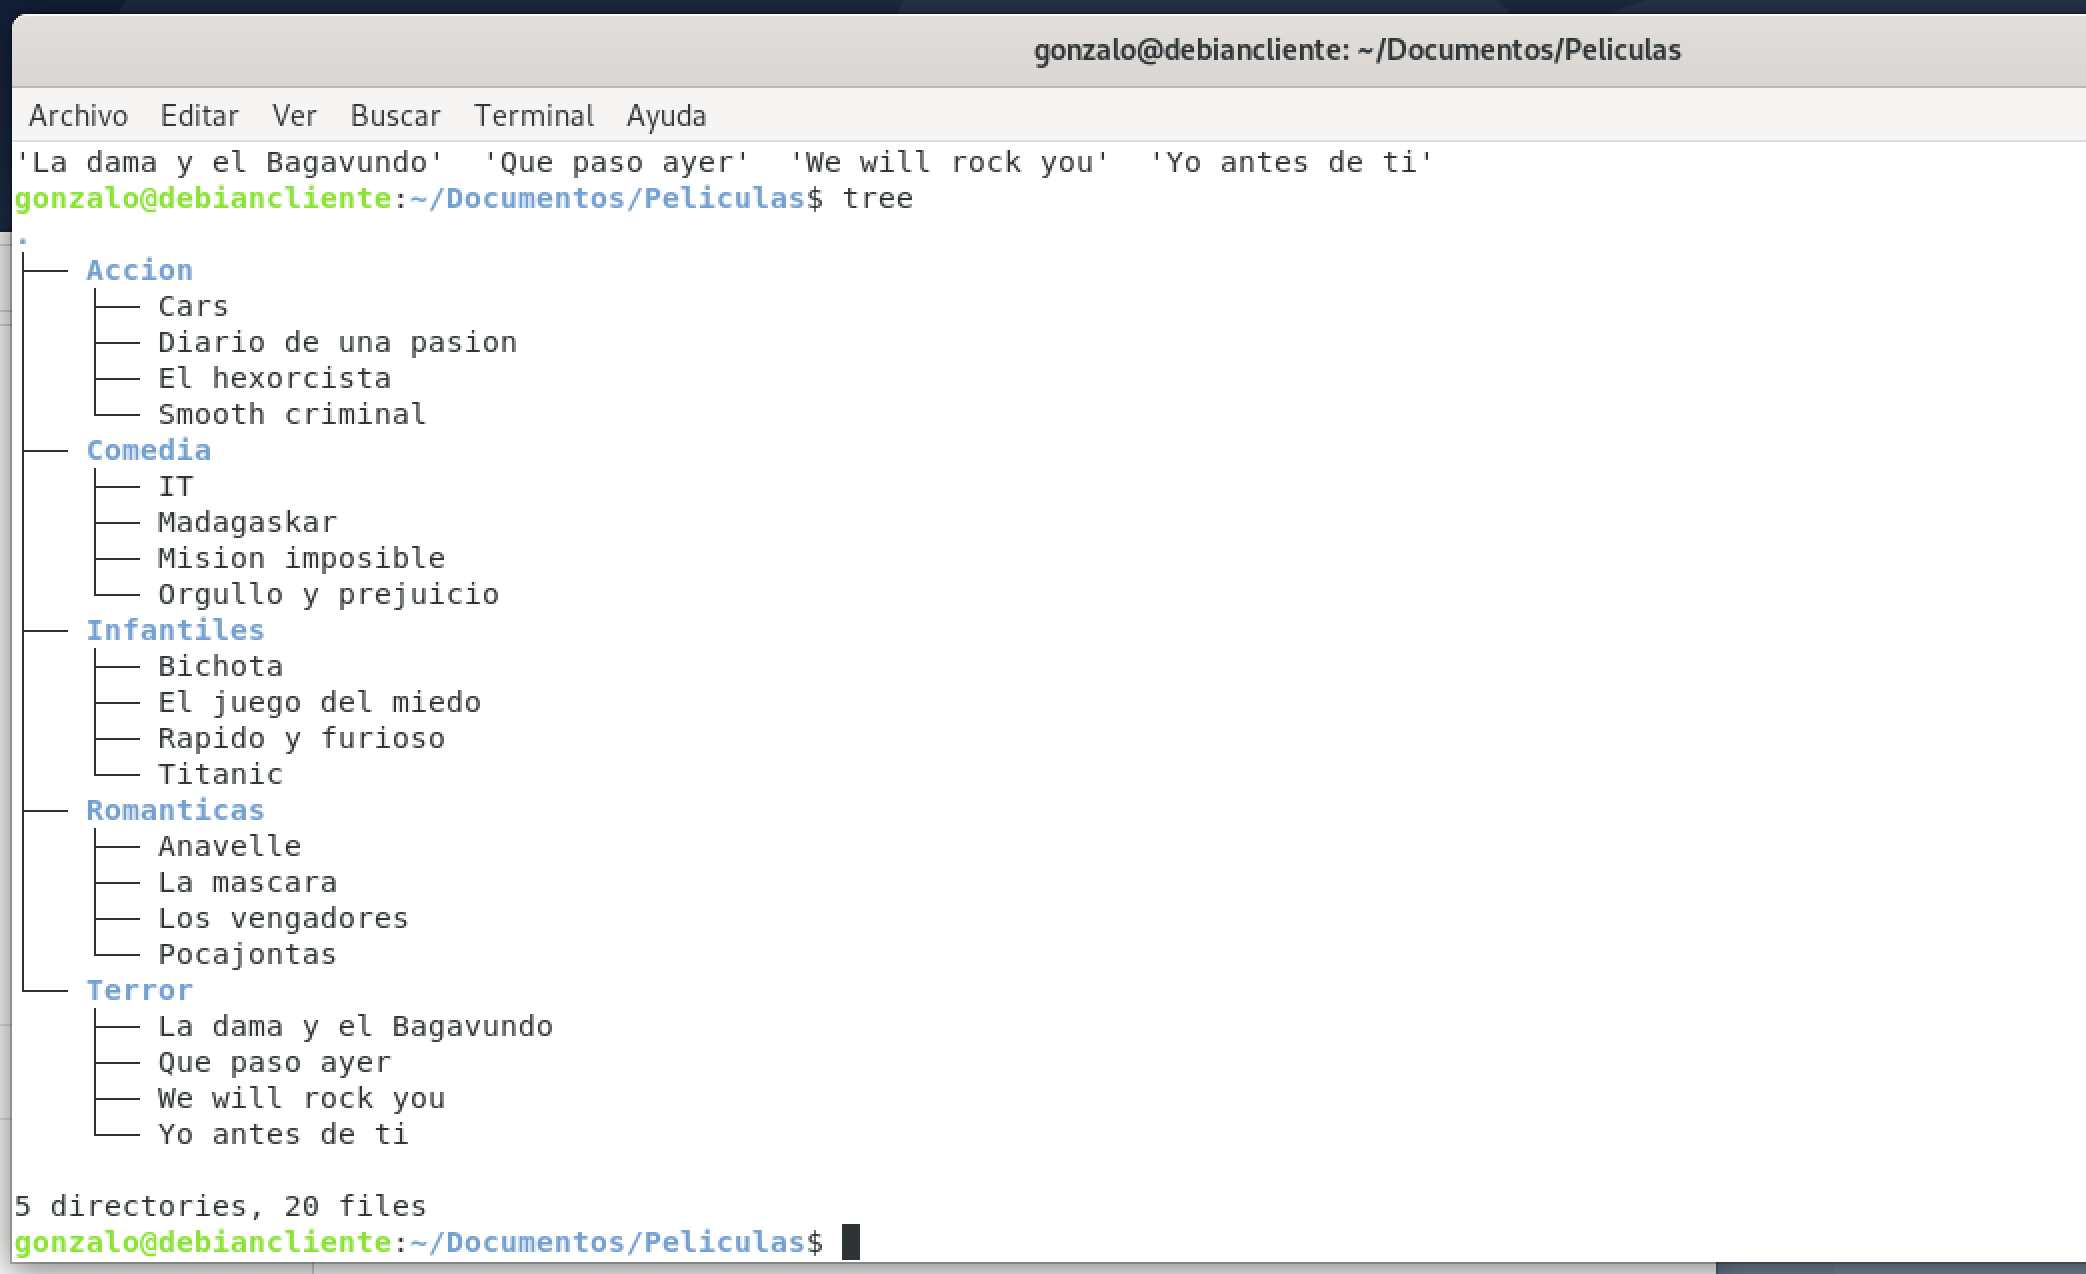 gonzalo@debiancliente: ~/Documentos/Peliculas
Archivo Editar Ver Buscar Terminal Ayuda
'La dama y el Bagavundo'  'Que paso ayer'  'We will rock you'  'Yo antes de ti'
gonzalo@debiancliente:~/Documentos/Peliculas$ tree
.
├── Accion
│   ├── Cars
│   ├── Diario de una pasion
│   ├── El hexorcista
│   └── Smooth criminal
├── Comedia
│   ├── IT
│   ├── Madagaskar
│   ├── Mision imposible
│   └── Orgullo y prejuicio
├── Infantiles
│   ├── Bichota
│   ├── El juego del miedo
│   ├── Rapido y furioso
│   └── Titanic
├── Romanticas
│   ├── Anavelle
│   ├── La mascara
│   ├── Los vengadores
│   └── Pocajontas
└── Terror
    ├── La dama y el Bagavundo
    ├── Que paso ayer
    ├── We will rock you
    └── Yo antes de ti
5 directories, 20 files
gonzalo@debiancliente:~/Documentos/Peliculas$